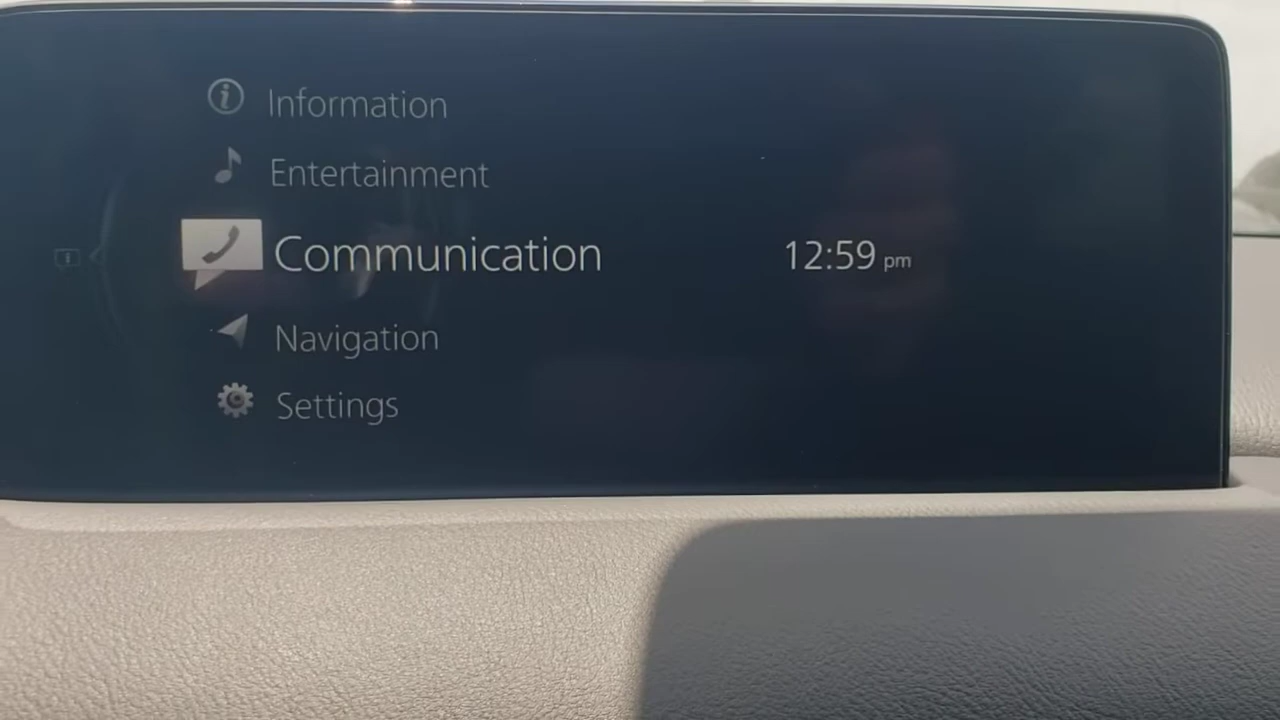 Information
Entertainment
Communication
12:59 pm
Navigation
Settings